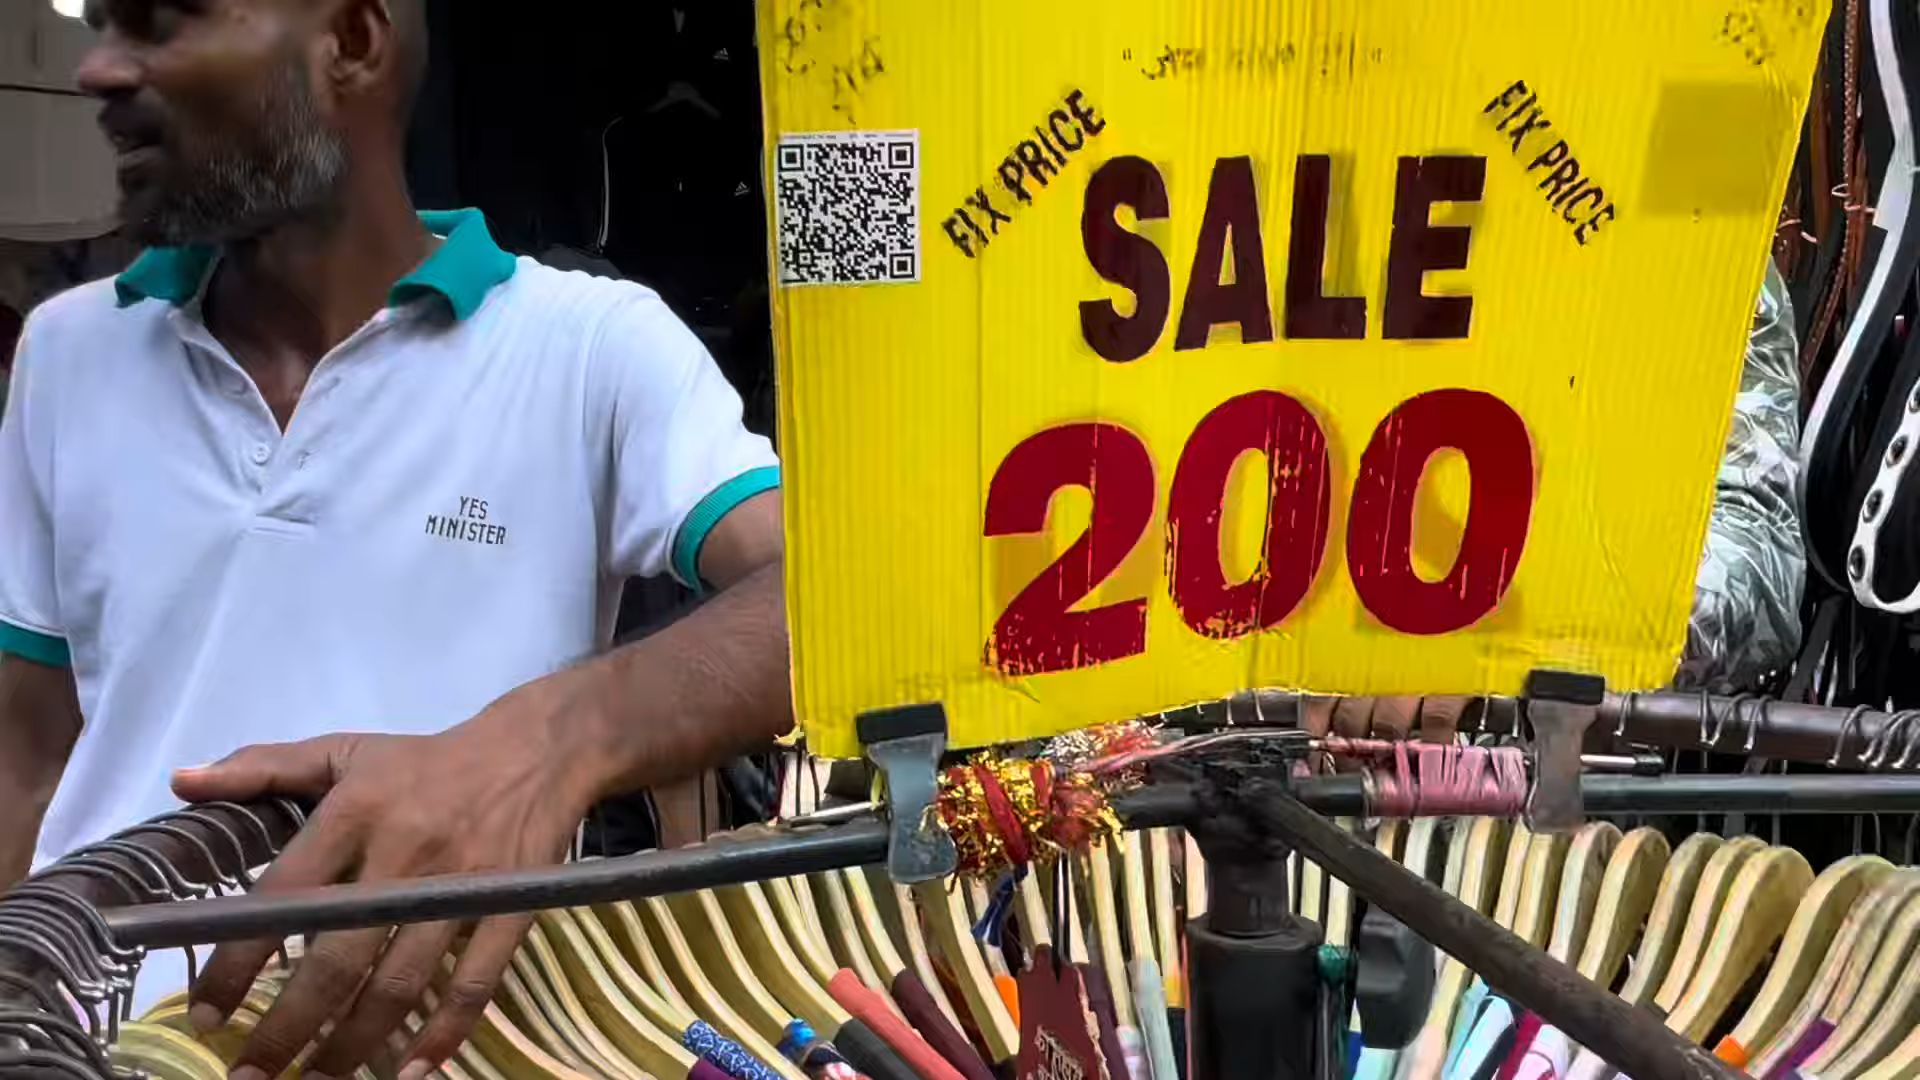 FIX PRICE
FIX PRICE
SALE
200
YES
MINISTER